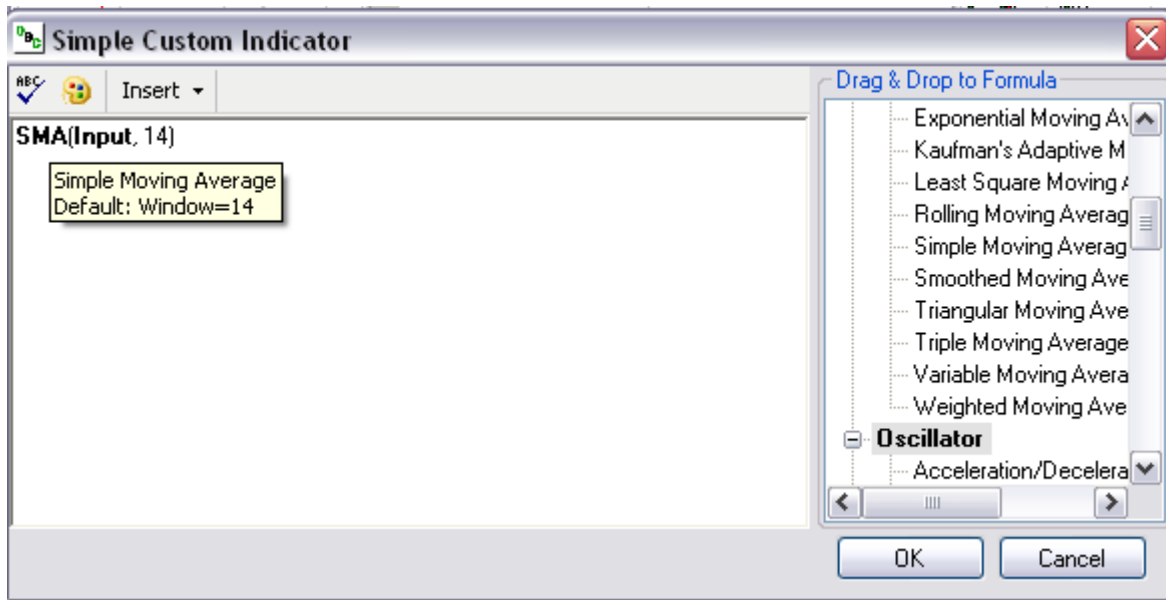 Simple Custom Indicator
ABC
Insert
Drag & Drop to Formula
SMA(Input, 14)
Simple Moving Average
Default: Window=14
Exponential Moving Av
Kaufman's Adaptive M
Least Square Moving
Rolling Moving Averag
Simple Moving Averag
Smoothed Moving Ave
Triangular Moving Ave
Triple Moving Average
Variable Moving Avera
Weighted Moving Ave
Oscillator
Acceleration/Decelera
OK
Cancel